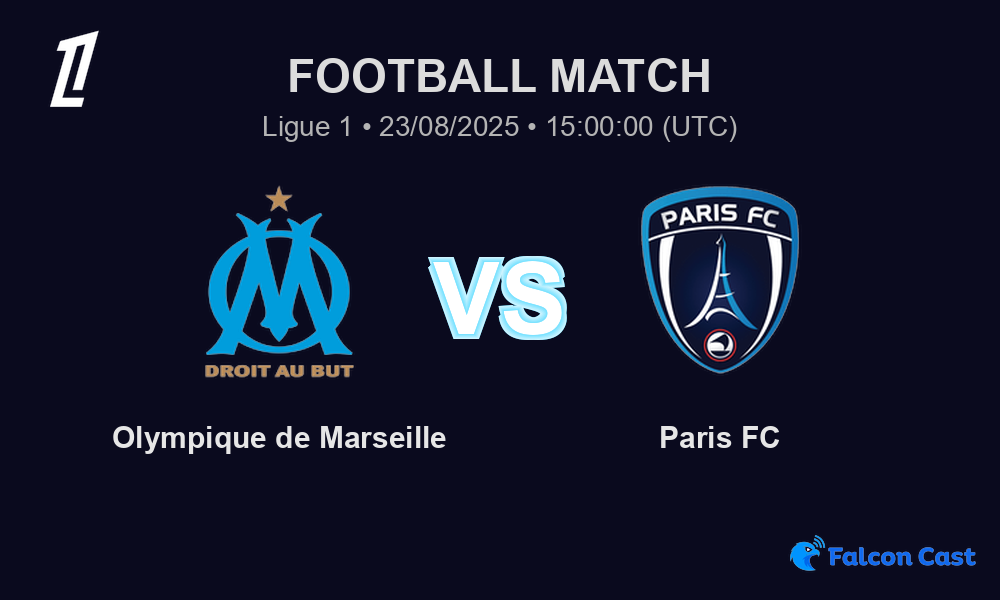 FOOTBALL MATCH
Ligue 1 • 23/08/2025 • 15:00:00 (UTC)
DROIT AU BUT
VS
PARIS FC
Olympique de Marseille
Paris FC
Falcon Cast